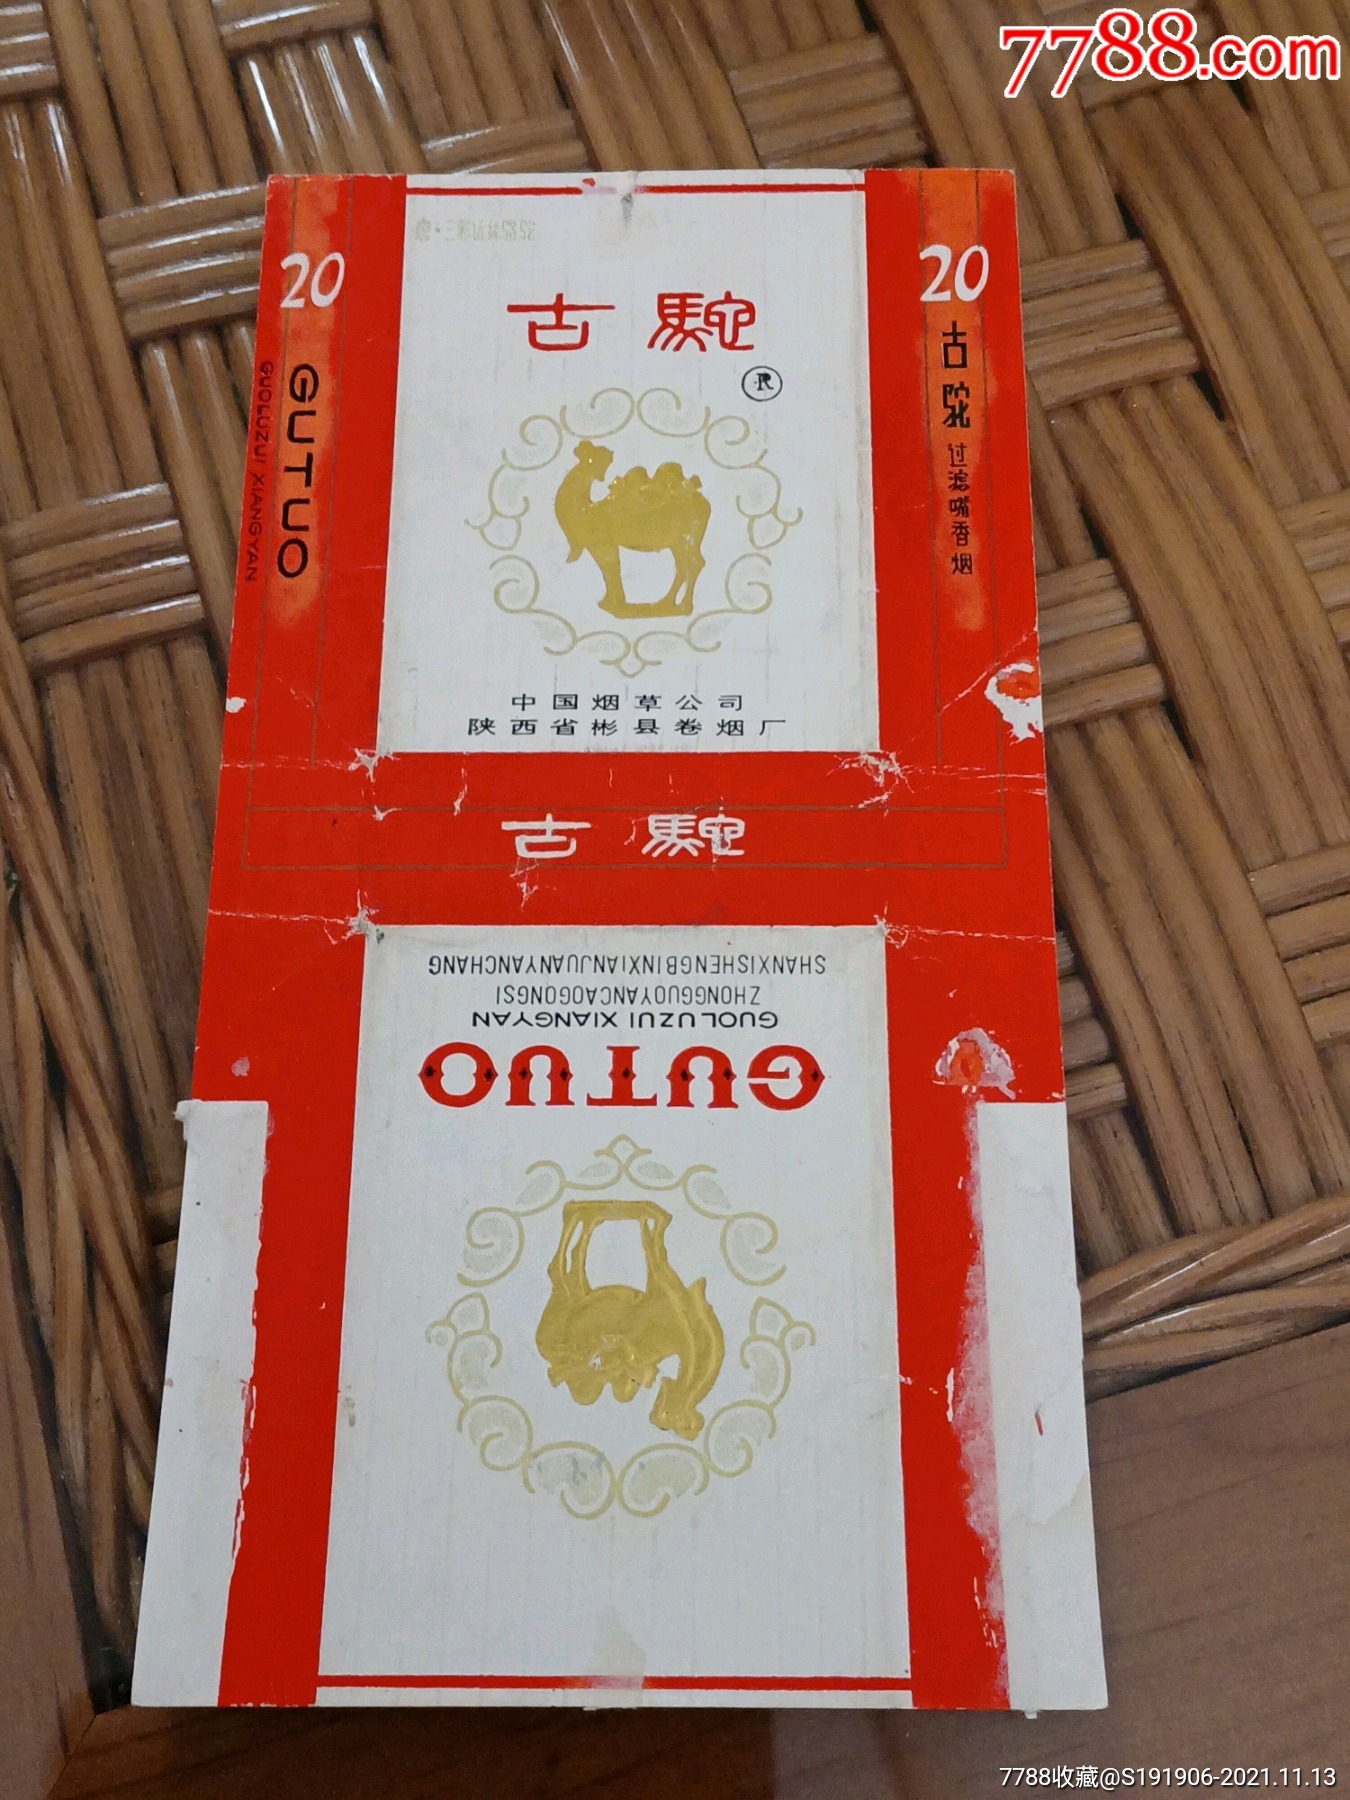 7788.com
古駝
R
中国烟草公司
陕西省彬县卷烟厂
20
GUTUO
GUOLUZUI XIANGYAN
20
古駝
过滤嘴香烟
古駝
GUTUO
GUOLUZUI XIANGYAN
ZHONGGUOYANCAOGONGSI
SHANXISHENGBINXIANJUANYANCHANG
7788收藏@S191906-2021.11.13